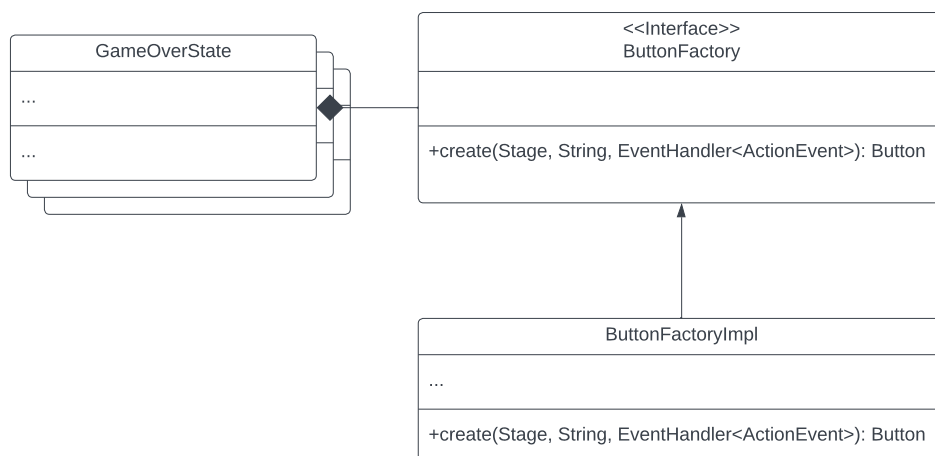 GameOverState
...
...
<<Interface>>
ButtonFactory
+create(Stage, String, EventHandler<ActionEvent>): Button
ButtonFactoryImpl
...
+create(Stage, String, EventHandler<ActionEvent>): Button